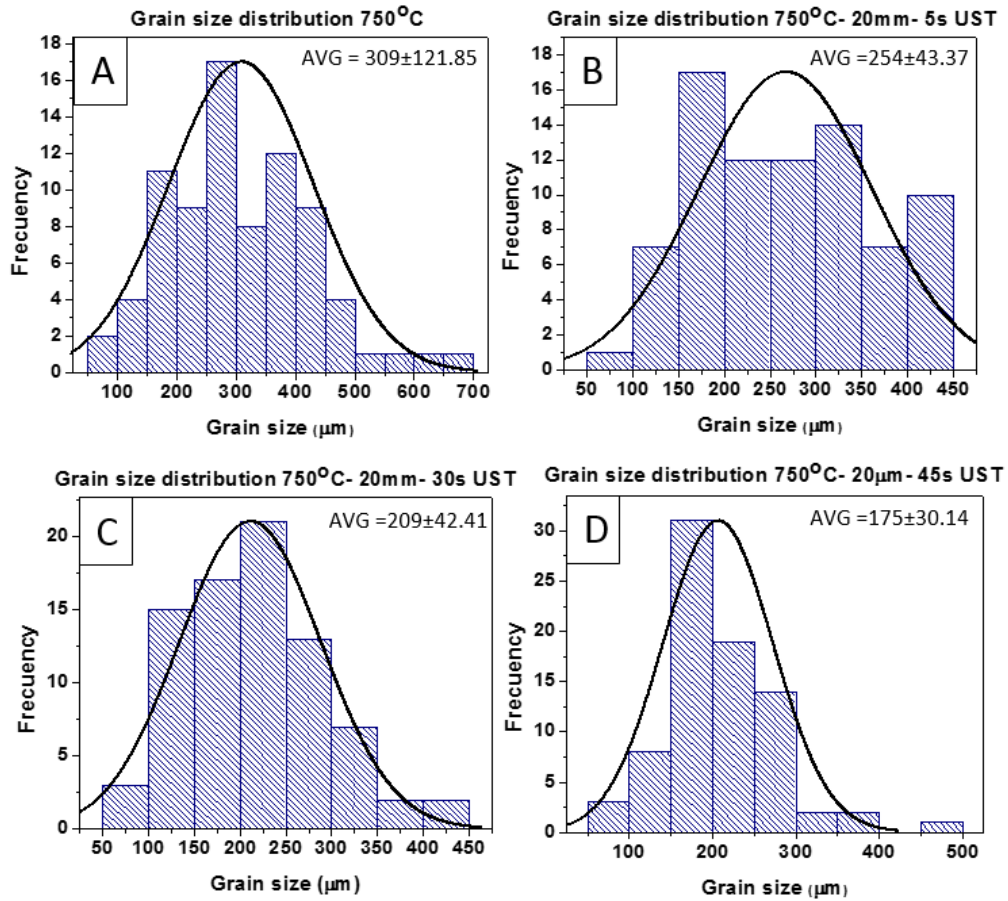 Grain size distribution 750°C
A
AVG = 309±121.85
Frecuency
18
16
14
12
10
8
6
4
2
0
100 200 300 400 500 600 700
Grain size (μm)
Grain size distribution 750°C- 20mm- 5s UST
B
AVG =254±43.37
Frecuency
18
16
14
12
10
8
6
4
2
0
50 100 150 200 250 300 350 400 450
Grain size (μm)
Grain size distribution 750°C- 20mm- 30s UST
C
AVG =209±42.41
Frecuency
20
15
10
5
0
50 100 150 200 250 300 350 400 450
Grain size (μm)
Grain size distribution 750°C- 20μm- 45s UST
D
AVG =175±30.14
Frecuency
30
25
20
15
10
5
0
100 200 300 400 500
Grain size (μm)